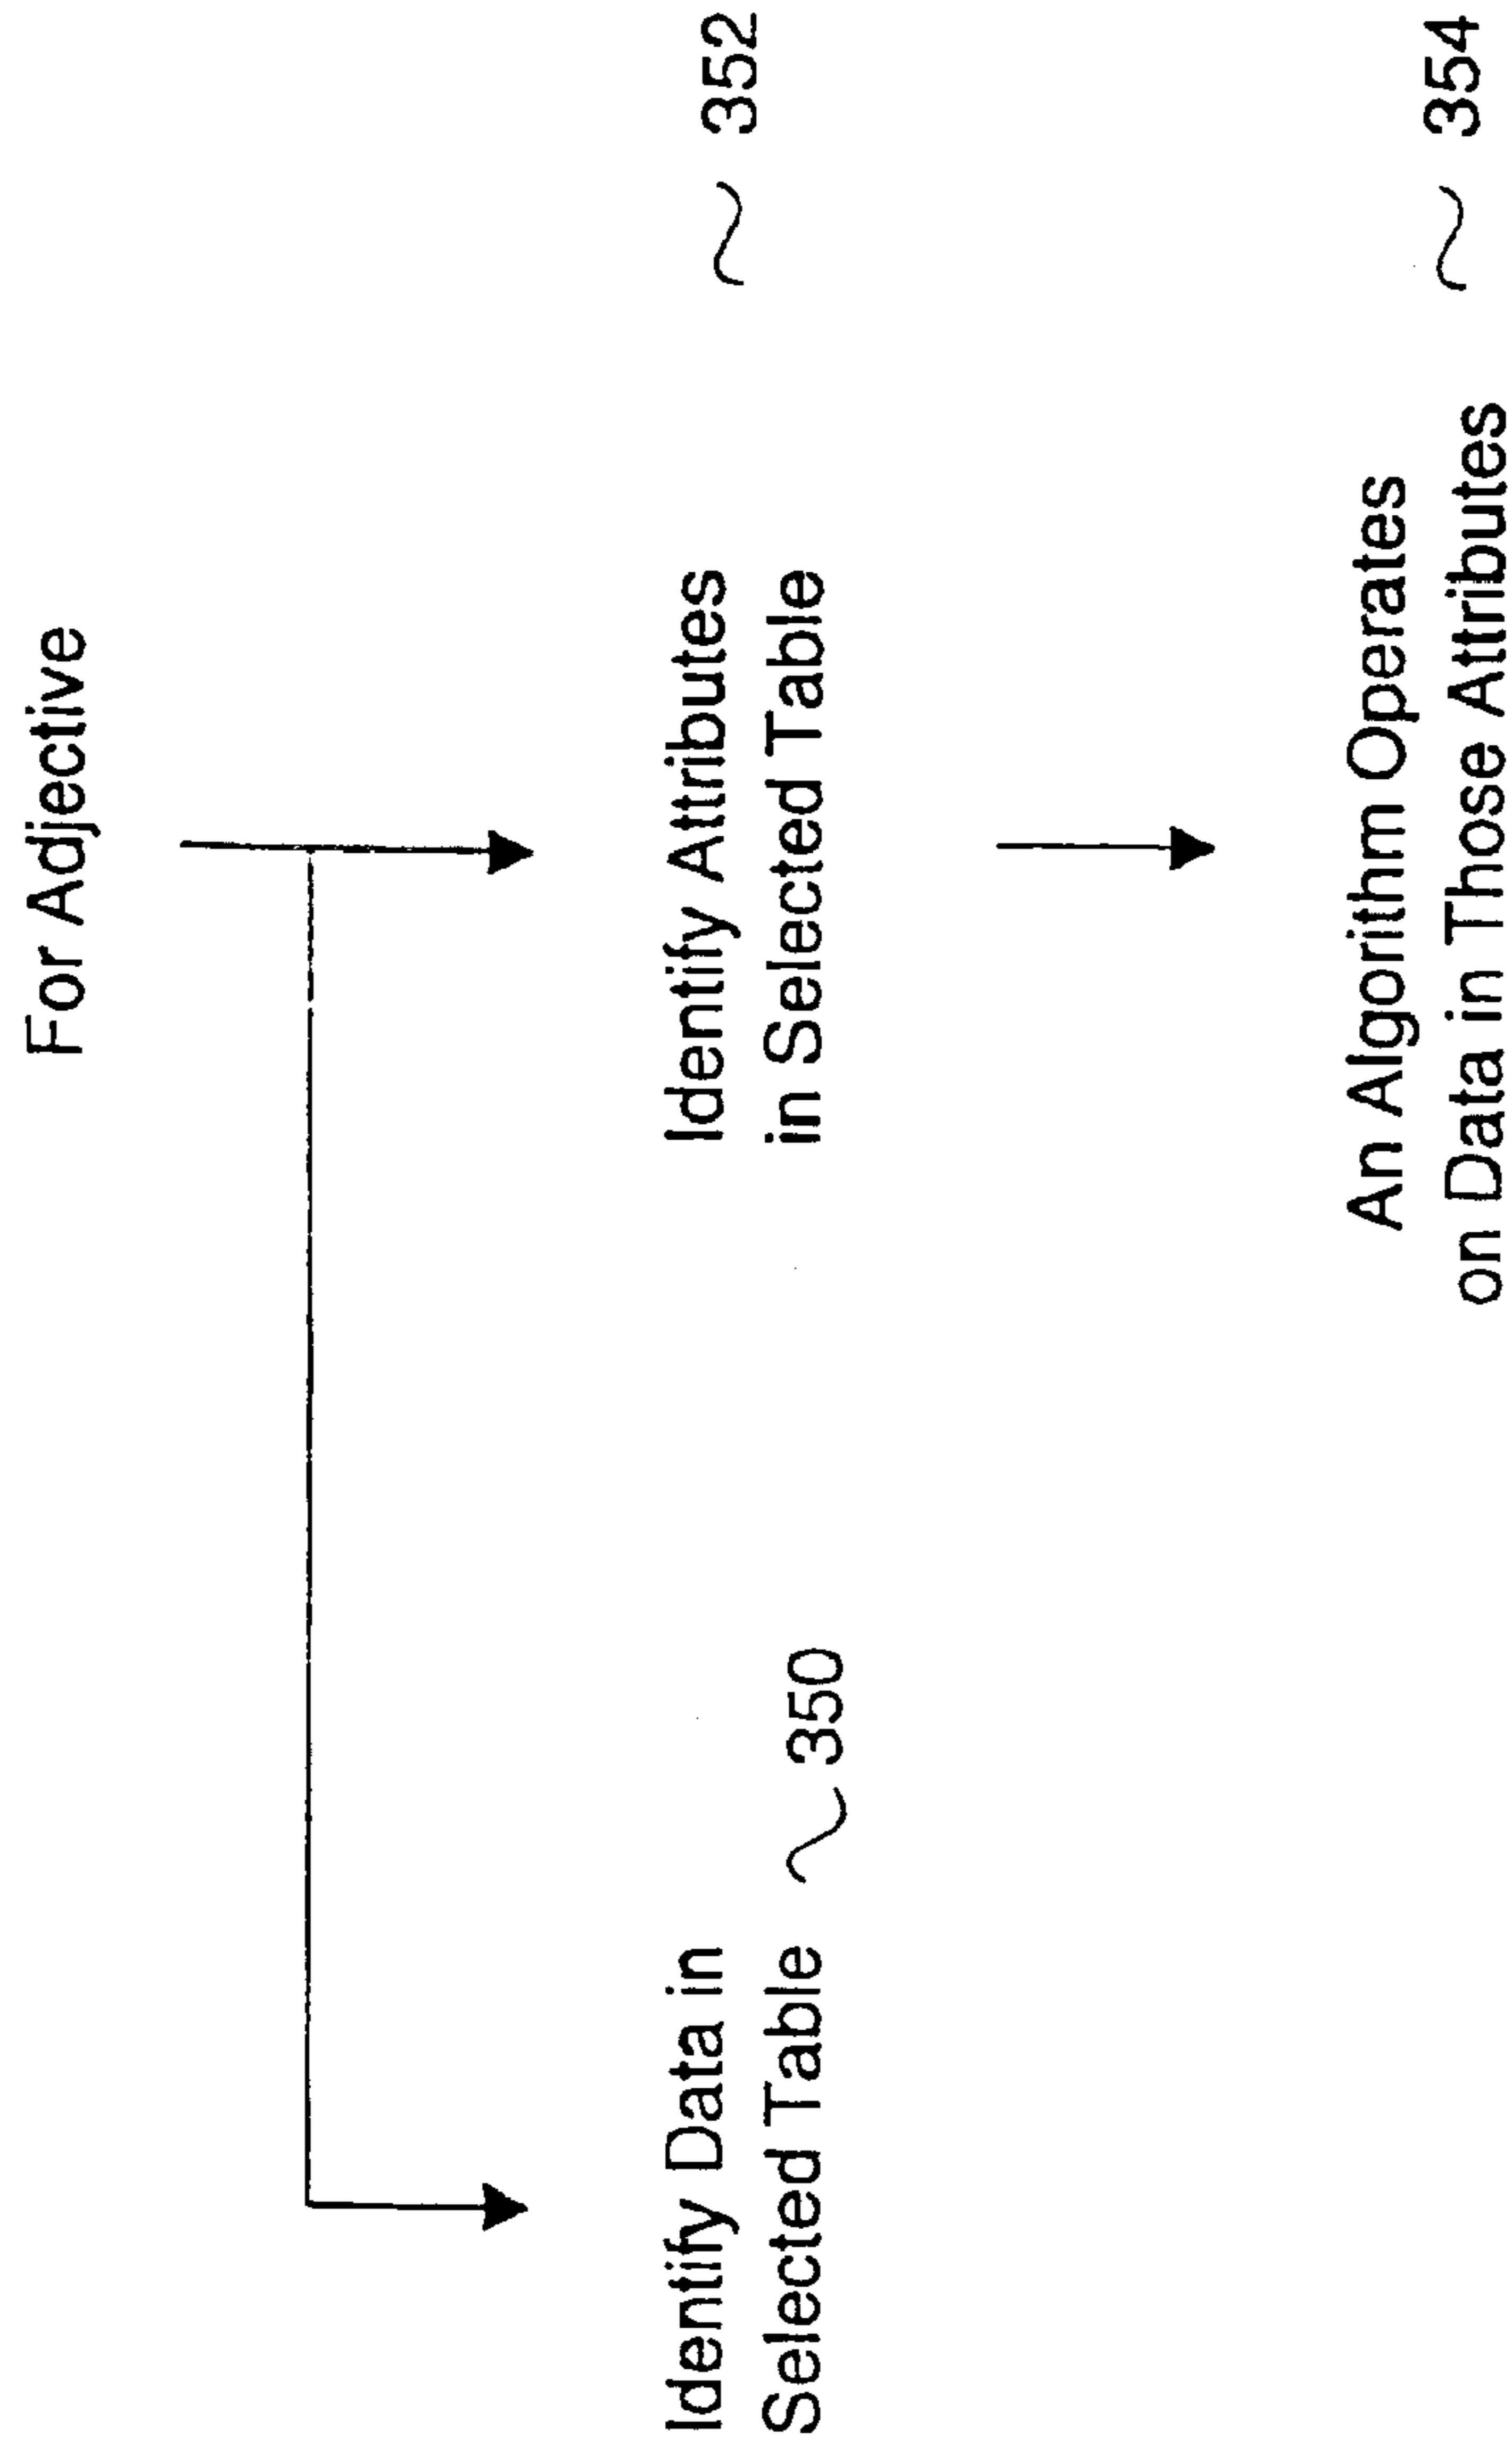 For Adjective
Identify Data in
Selected Table 350
Identify Attributes
in Selected Table
352
An Algorithm Operates
on Data in Those Attributes
354